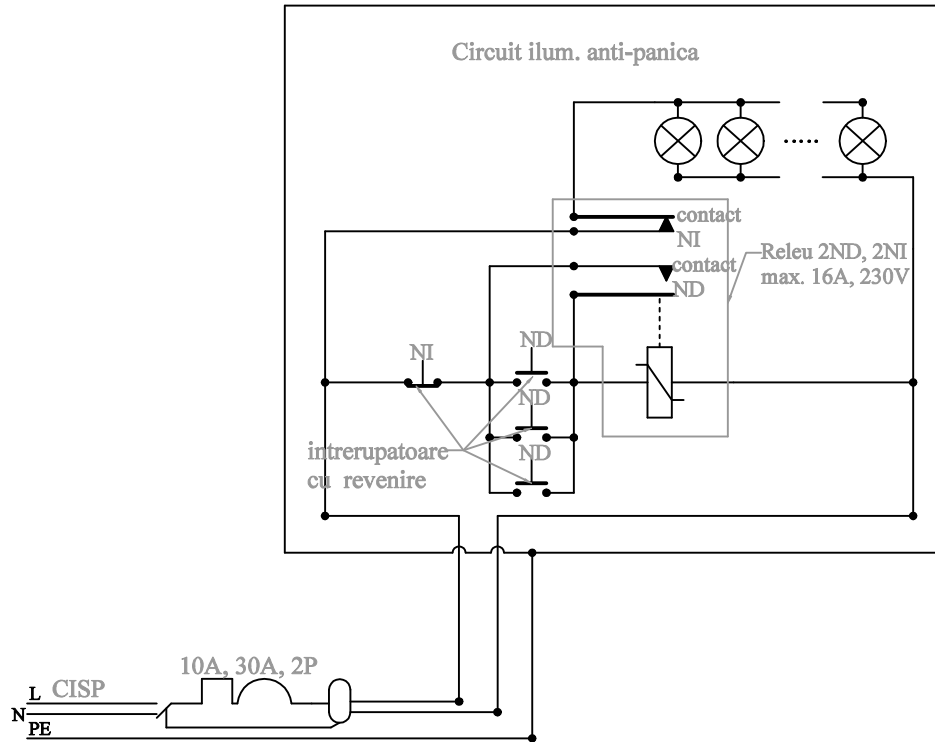 Circuit ilum. anti-panica
contact
NI
contact
ND
Releu 2ND, 2NI
max. 16A, 230V
NI
ND
ND
ND
intrerupatoare
cu revenire
10A, 30A, 2P
L CISP
N
PE